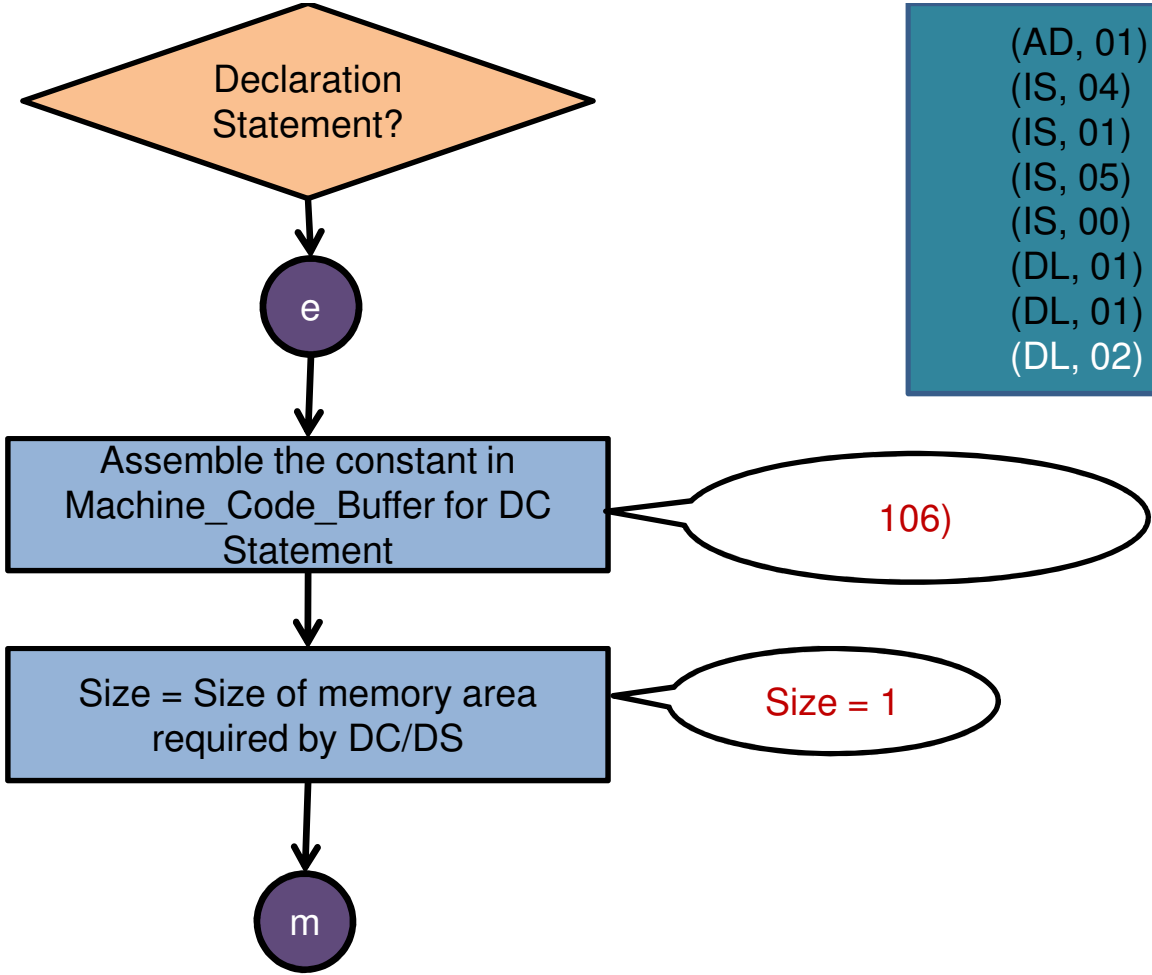 Declaration
Statement?
e
Assemble the constant in
Machine_Code_Buffer for DC
Statement
106)
Size = Size of memory area
required by DC/DS
Size = 1
m
(AD, 01)
(IS, 04)
(IS, 01)
(IS, 05)
(IS, 00)
(DL, 01)
(DL, 01)
(DL, 02)